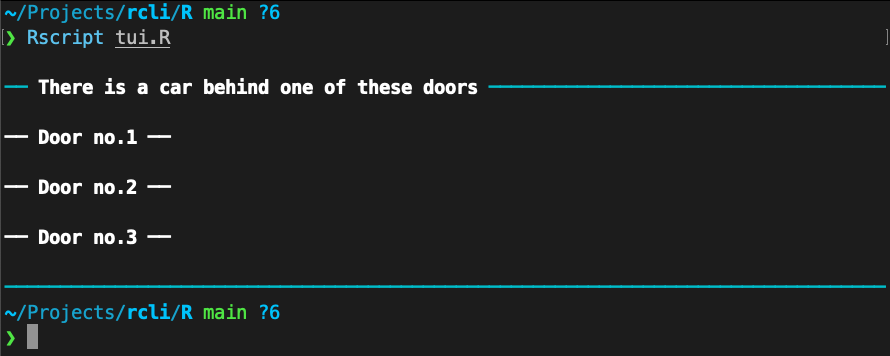 ~/Projects/rcli/R main ?6
❯ Rscript tui.R
── There is a car behind one of these doors ────────────────────────────────────
── Door no.1 ──
── Door no.2 ──
── Door no.3 ──
────────────────────────────────────────────────────────────────────────────────
~/Projects/rcli/R main ?6
❯